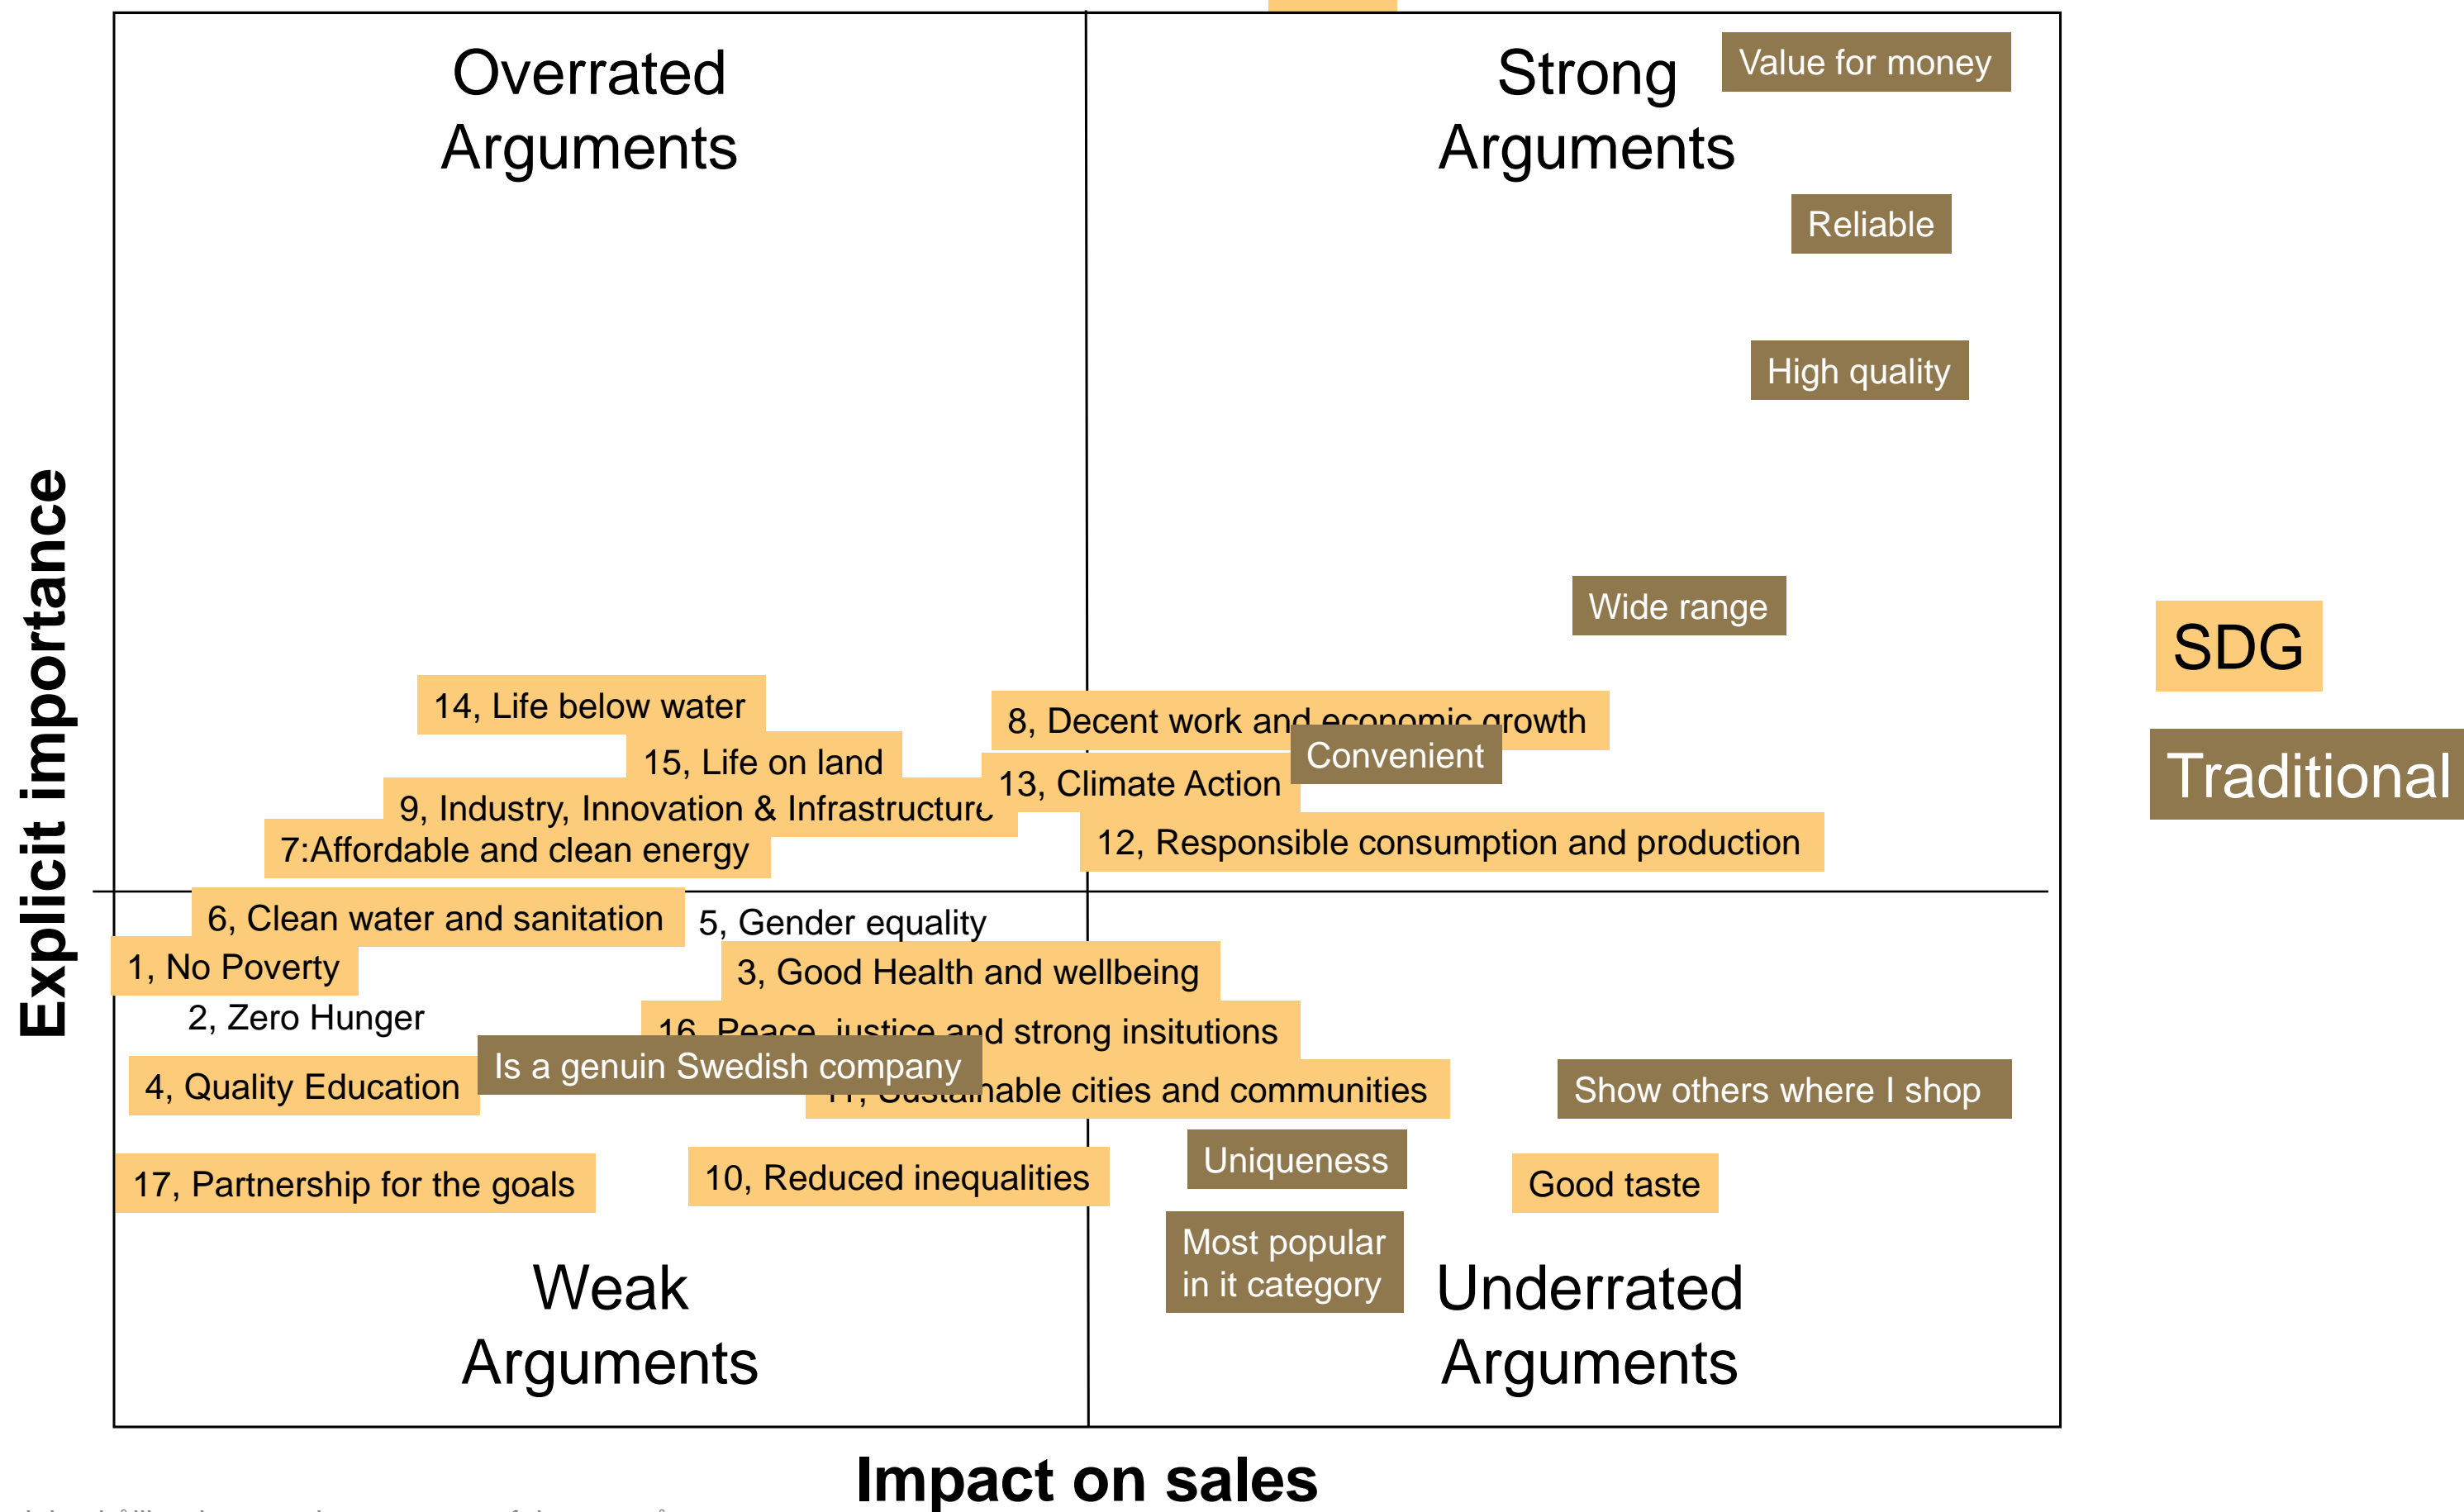 Overrated
Arguments
Strong
Arguments
Value for money
Reliable
High quality
Wide range
Explicit importance
SDG
Traditional
14, Life below water
8, Decent work and economic growth
Convenient
15, Life on land
13, Climate Action
9, Industry, Innovation & Infrastructure
12, Responsible consumption and production
7:Affordable and clean energy
6, Clean water and sanitation
5, Gender equality
1, No Poverty
3, Good Health and wellbeing
2, Zero Hunger
16, Peace, justice and strong insitutions
Is a genuin Swedish company
4, Quality Education
11, Sustainable cities and communities
Show others where I shop
Uniqueness
17, Partnership for the goals
10, Reduced inequalities
Good taste
Most popular
in it category
Weak
Arguments
Underrated
Arguments
Impact on sales